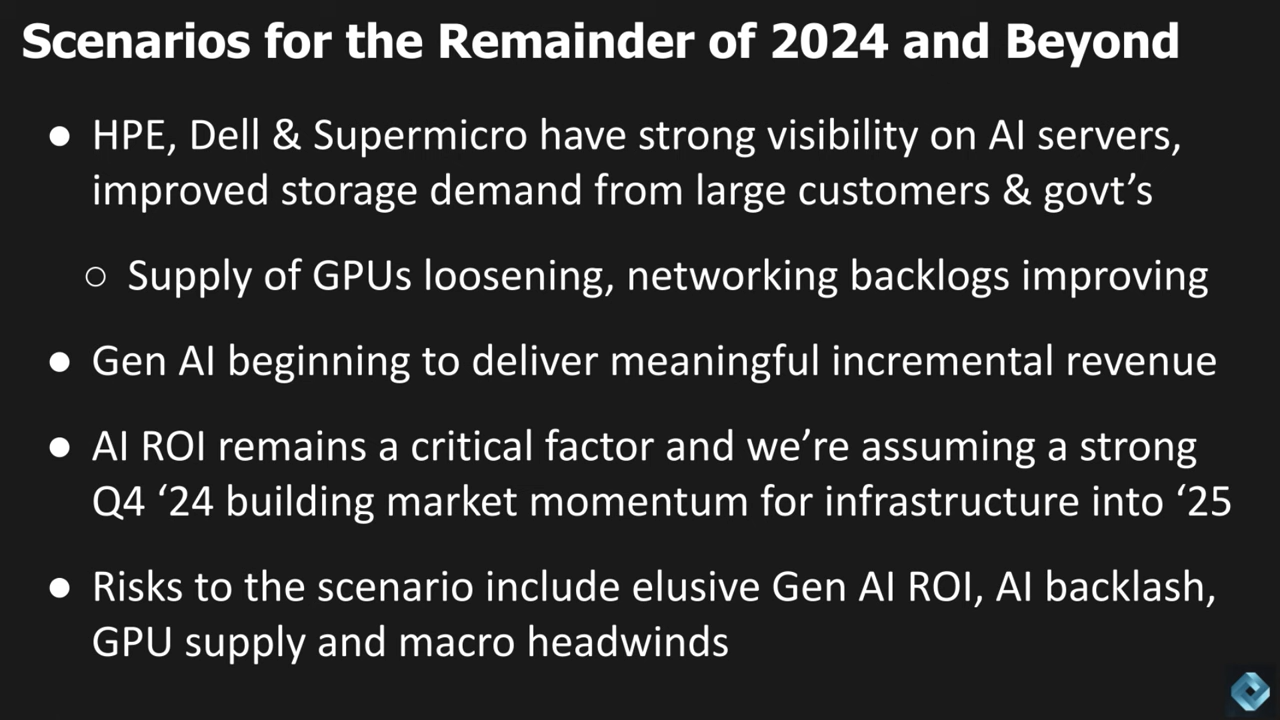 Scenarios for the Remainder of 2024 and Beyond
● HPE, Dell & Supermicro have strong visibility on AI servers,
improved storage demand from large customers & govt’s
○ Supply of GPUs loosening, networking backlogs improving
● Gen AI beginning to deliver meaningful incremental revenue
● AI ROI remains a critical factor and we’re assuming a strong
Q4 ‘24 building market momentum for infrastructure into ‘25
● Risks to the scenario include elusive Gen AI ROI, AI backlash,
GPU supply and macro headwinds